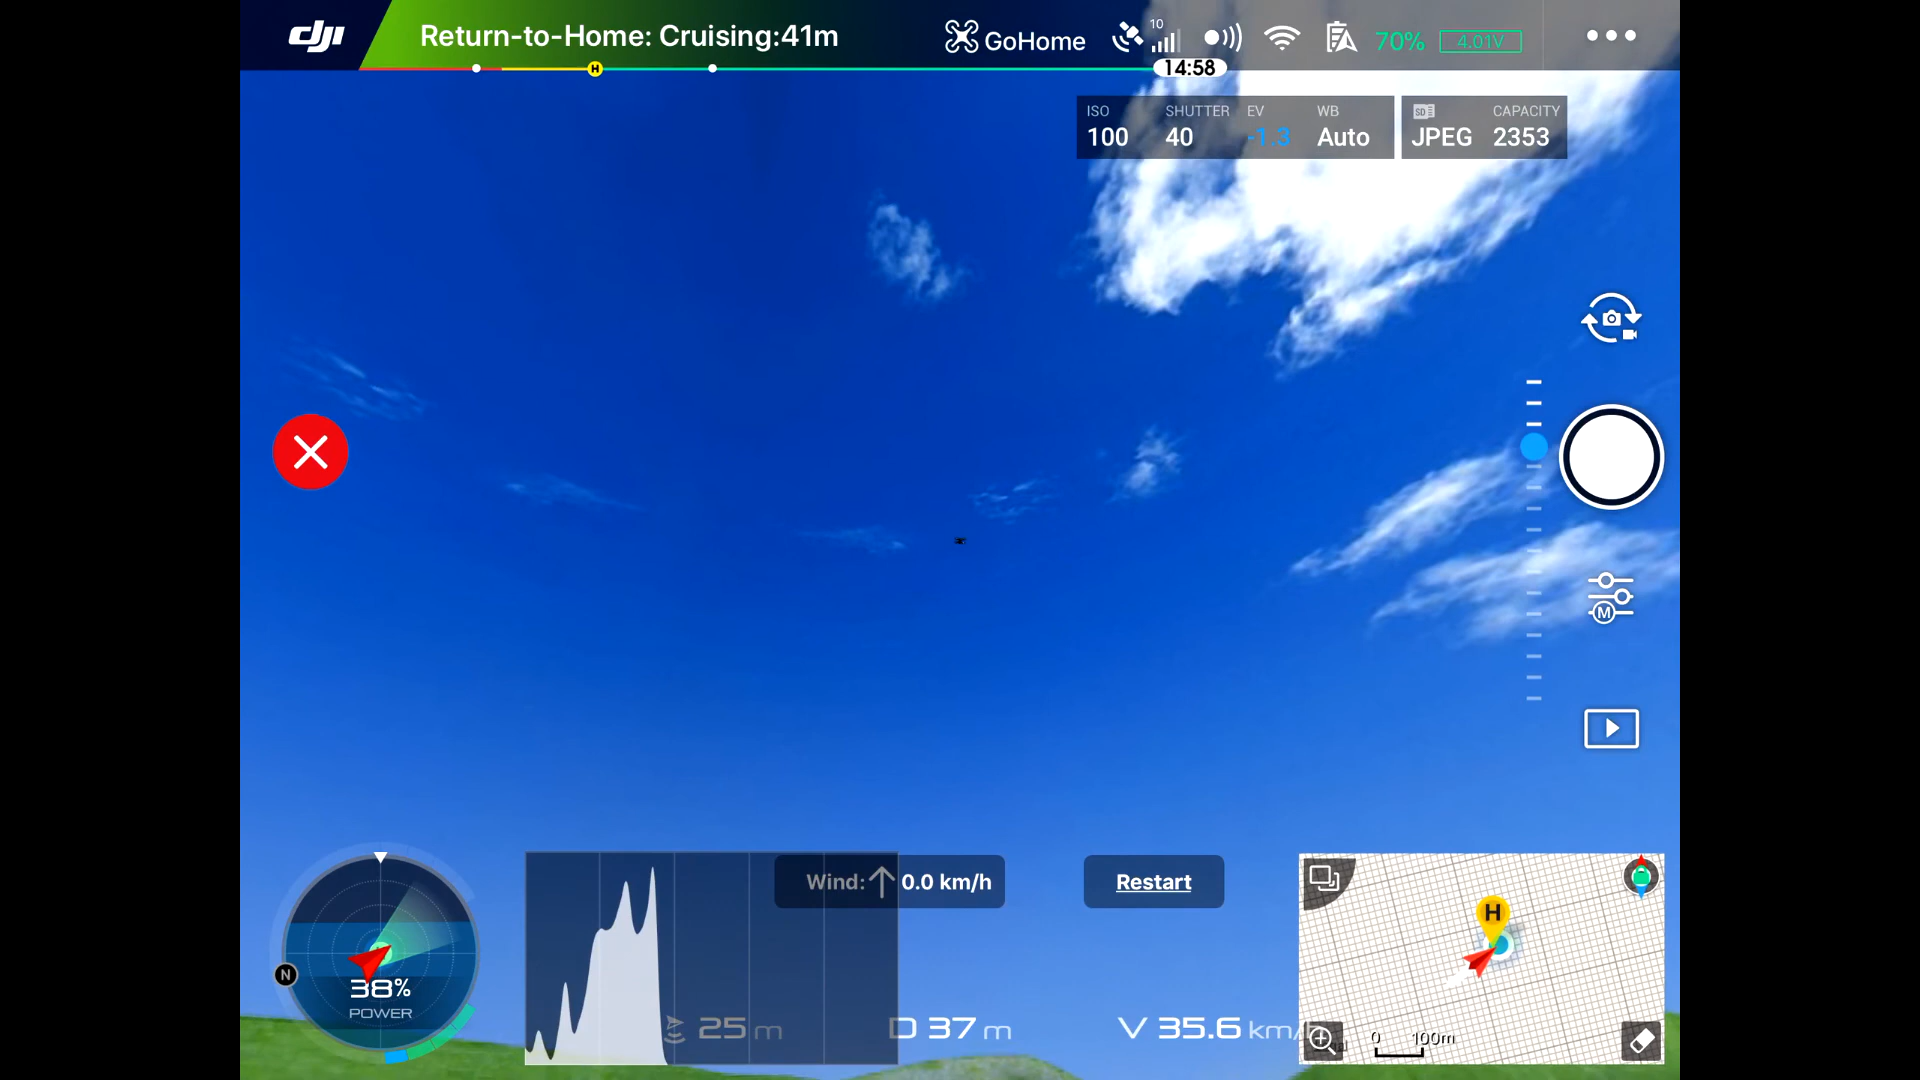 dji Return-to-Home: Cruising:41m GoHome 10 70% 4.01V
H 14:58
ISO SHUTTER EV WB SD CAPACITY
100 40 -1.3 Auto JPEG 2353
M
Wind: 0.0 km/h Restart
H
N
38%
POWER
25 m D 37 m V 35.6 km/h
0 100m